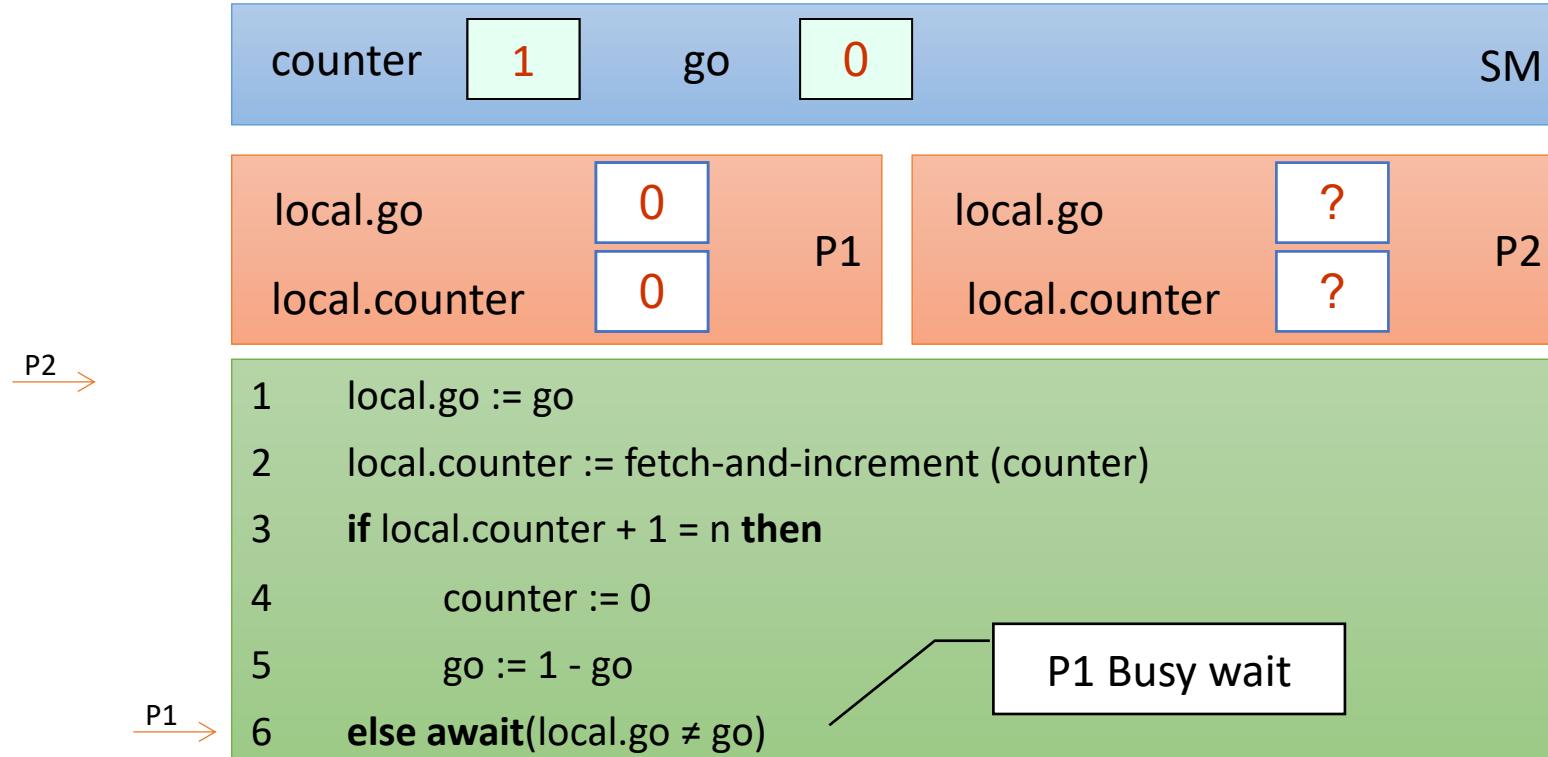 counter 1 go 0 SM
local.go 0 P1 local.go ? P2
local.counter 0 local.counter ?
P2
1 local.go := go
2 local.counter := fetch-and-increment (counter)
3 if local.counter + 1 = n then
4 counter := 0
5 go := 1 - go
P1 Busy wait
P1
6 else await(local.go ≠ go)